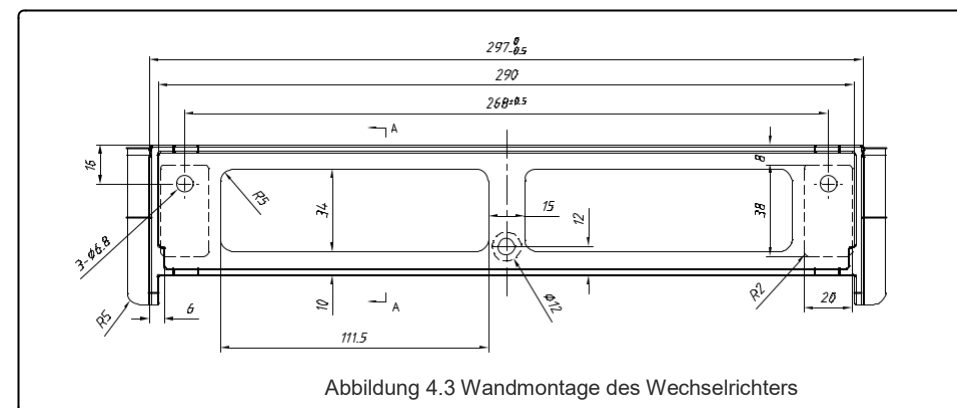 297 0 -0.5
290
268±0.5
A
16
8
R5
34
15
12
38
3-Φ6.8
R5
6
10
A
Φ12
R2
20
111.5
Abbildung 4.3 Wandmontage des Wechselrichters